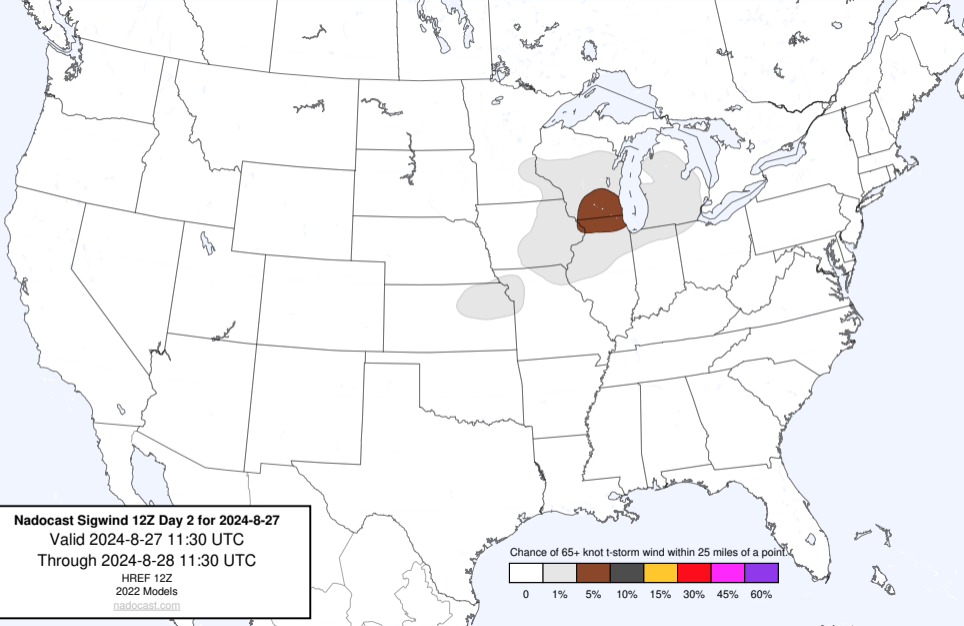 Nadocast Sigwind 12Z Day 2 for 2024-8-27
Valid 2024-8-27 11:30 UTC
Through 2024-8-28 11:30 UTC
HREF 12Z
2022 Models
nadocast.com
Chance of 65+ knot t-storm wind within 25 miles of a point.
0 1% 5% 10% 15% 30% 45% 60%